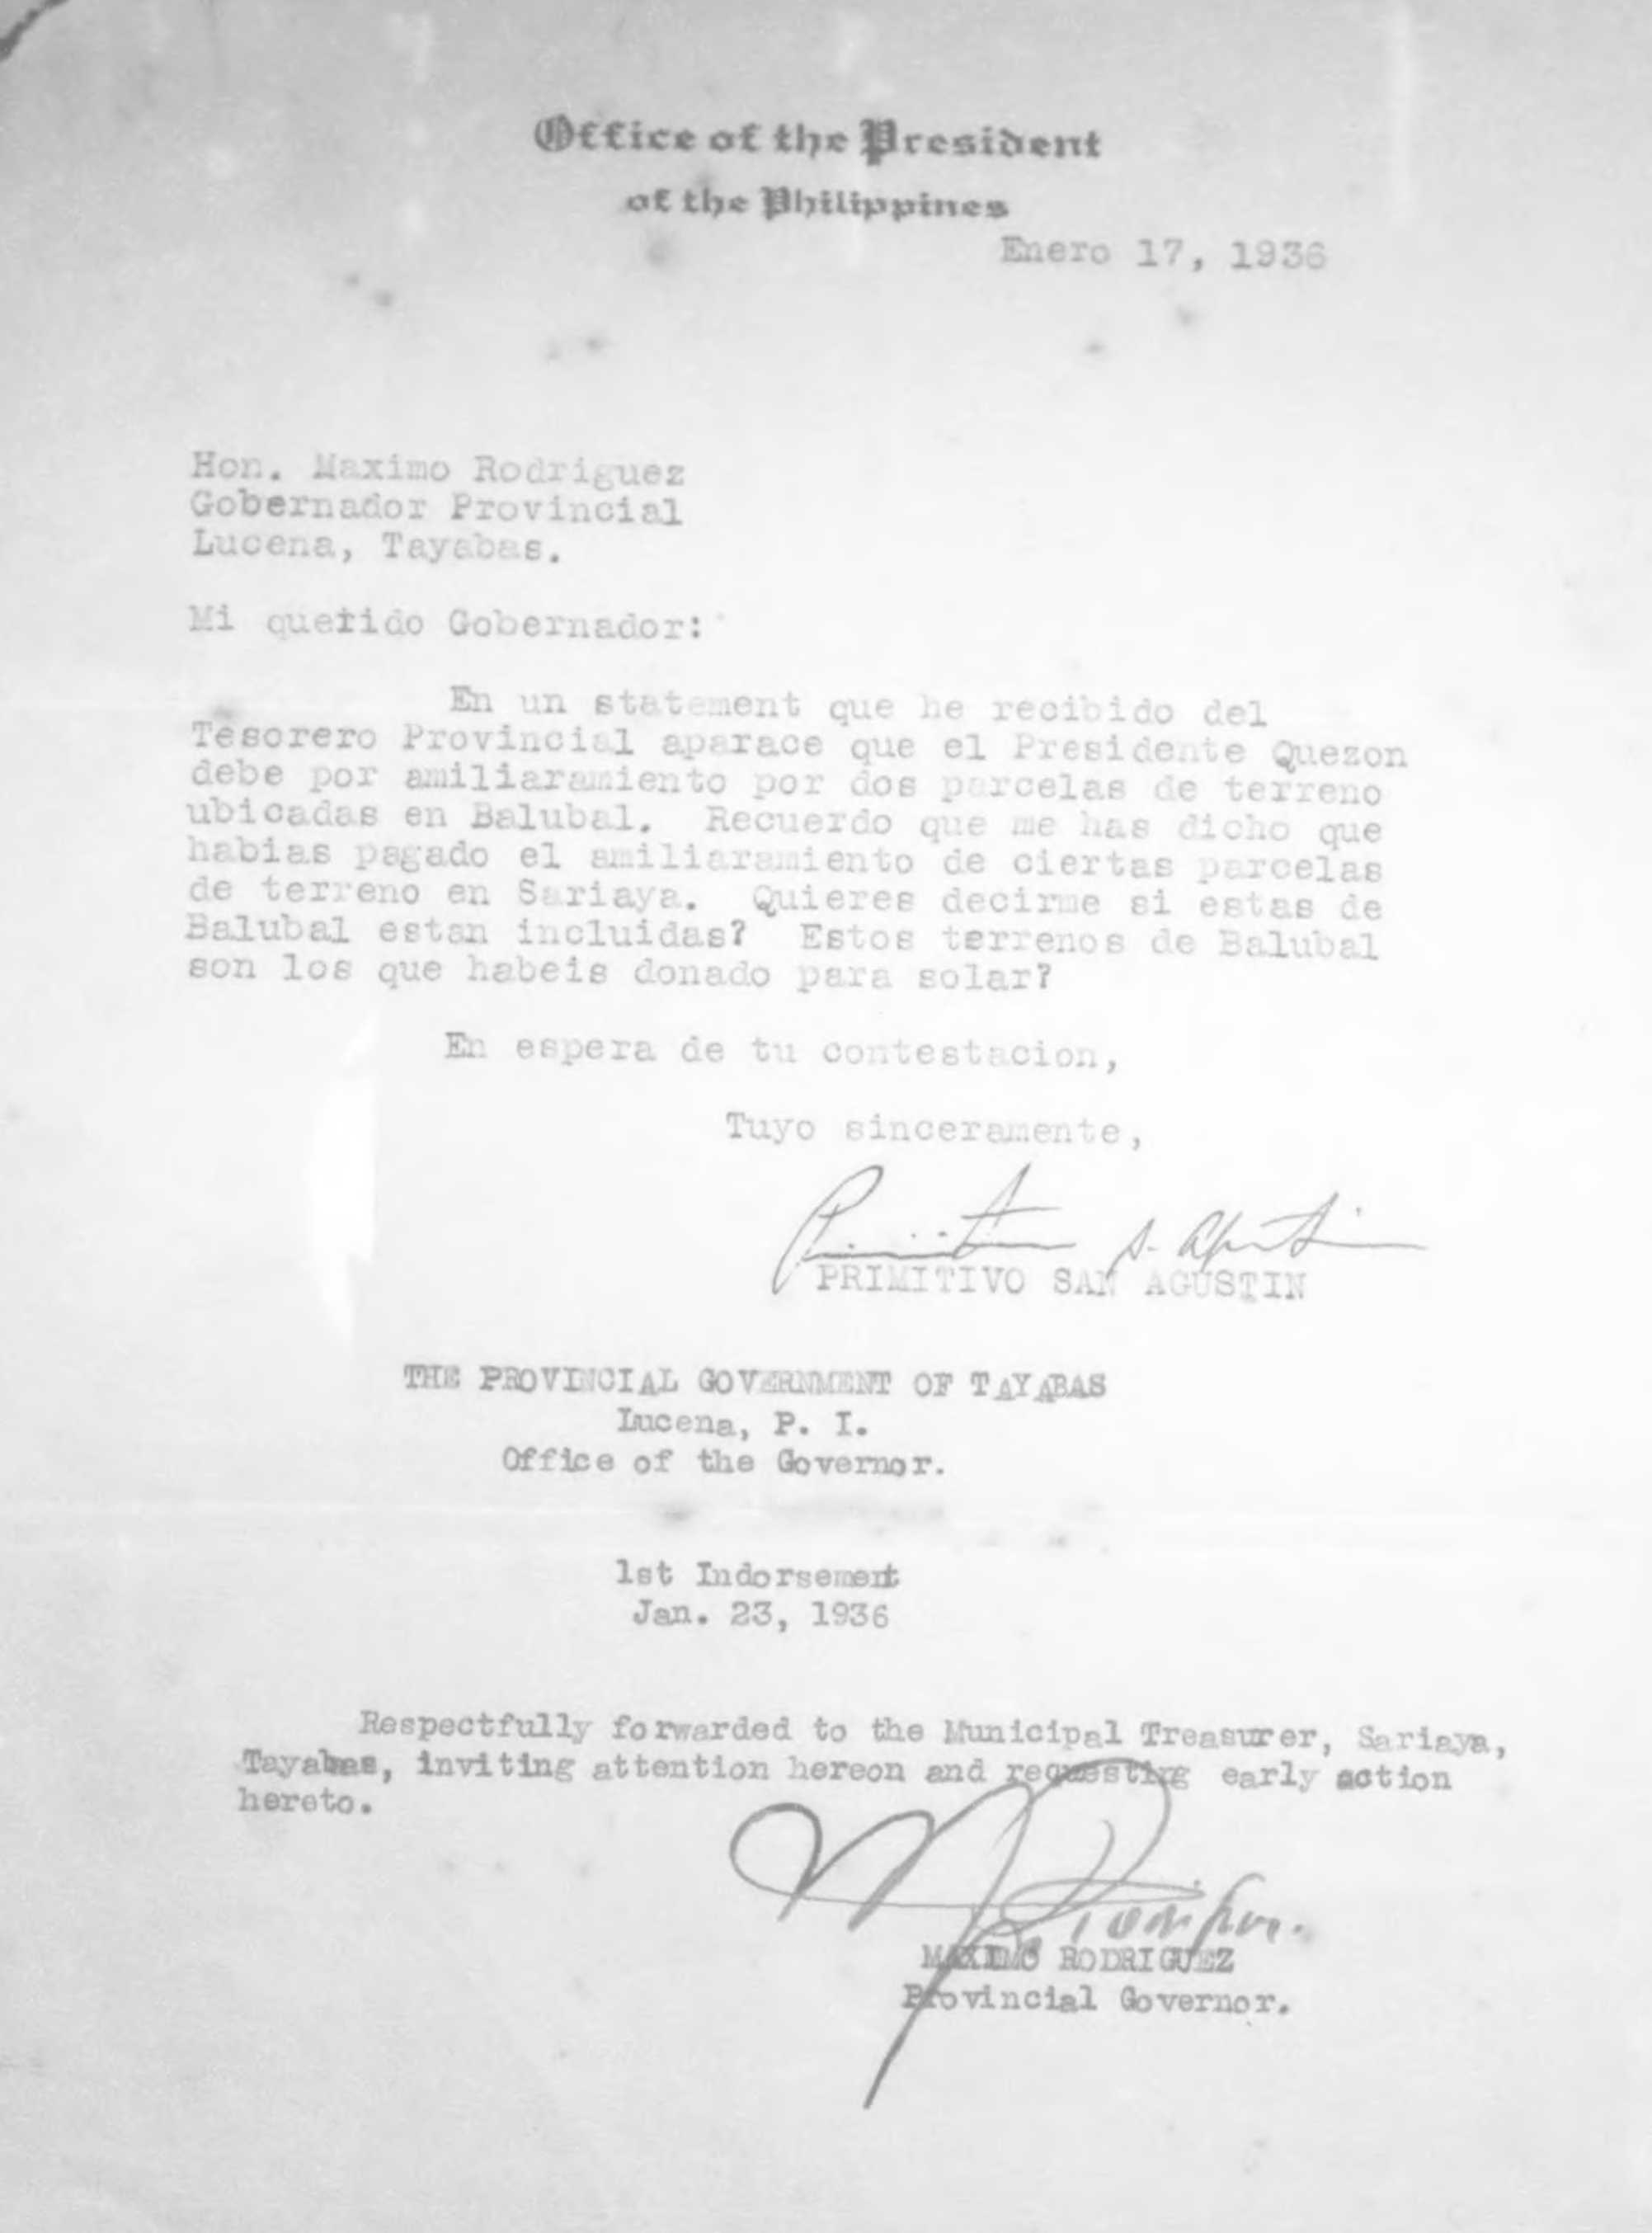 Office of the President
of the Philippines
Enero 17, 1936
Hon. Maximo Rodriguez
Gobernador Provincial
Lucena, Tayabas.
Mi querido Gobernador:
En un statement que he recibido del
Tesorero Provincial aparace que el Presidente Quezon
debe por amiliaramiento por dos parcelas de terreno
ubicadas en Balubal. Recuerdo que me has dicho que
habias pagado el amiliaramiento de ciertas parcelas
de terreno en Sariaya. Quieres decirme si estas de
Balubal estan incluidas? Estos terrenos de Balubal
son los que habeis donado para solar?
En espera de tu contestacion,
Tuyo sinceramente,
Primitivo S. Agustin
PRIMITIVO SAN AGUSTIN
THE PROVINCIAL GOVERNMENT OF TAYABAS
Lucena, P. I.
Office of the Governor.
1st Indorsement
Jan. 23, 1936
Respectfully forwarded to the Municipal Treasurer, Sariaya,
Tayabas, inviting attention hereon and requesting early action
hereto.
M Rodriguez
MAXIMO RODRIGUEZ
Provincial Governor.